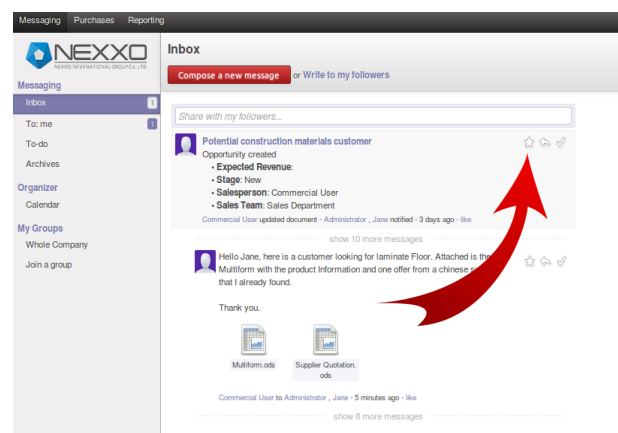 Messaging Purchases Reporting
NEXXO
NEXXO INTERNATIONAL GROUP Co. LTD
Messaging
Inbox 1
To: me 1
To-do
Archives
Organizer
Calendar
My Groups
Whole Company
Join a group
Inbox
Compose a new message or Write to my followers
Share with my followers...
Potential construction materials customer
Opportunity created
• Expected Revenue:
• Stage: New
• Salesperson: Commercial User
• Sales Team: Sales Department
Commercial User updated document - Administrator , Jane notified - 3 days ago - like
show 10 more messages
Hello Jane, here is a customer looking for laminate Floor. Attached is the
Multiform with the product Information and one offer from a chinese
that I already found.
Thank you.
Multiform.ods
Supplier Quotation.
ods
Commercial User to Administrator , Jane - 5 minutes ago - like
show 8 more messages